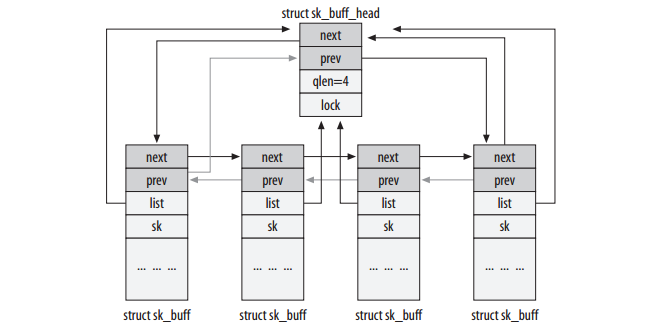 struct sk_buff_head
next
prev
qlen=4
lock
next next next next
prev prev prev prev
list list list list
sk sk sk sk
... ... ... ... ... ... ... ... ... ... ... ...
struct sk_buff struct sk_buff struct sk_buff struct sk_buff